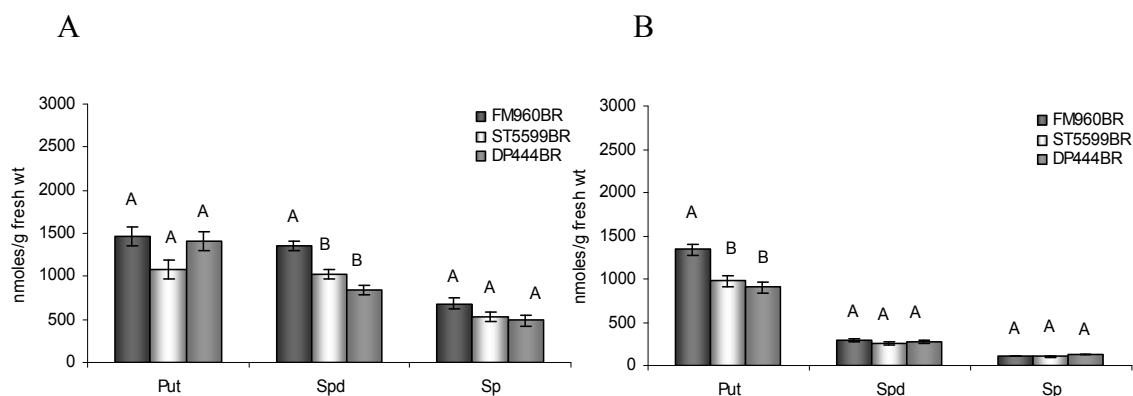 A
3000
2500
2000
1500
1000
500
0
nmoles/g fresh wt
FM960BR
ST5599BR
DP444BR
A A A
A B B
A A A
Put Spd Sp
B
3000
2500
2000
1500
1000
500
0
nmoles/g fresh wt
FM960BR
ST5599BR
DP444BR
A B B
A A A
A A A
Put Spd Sp